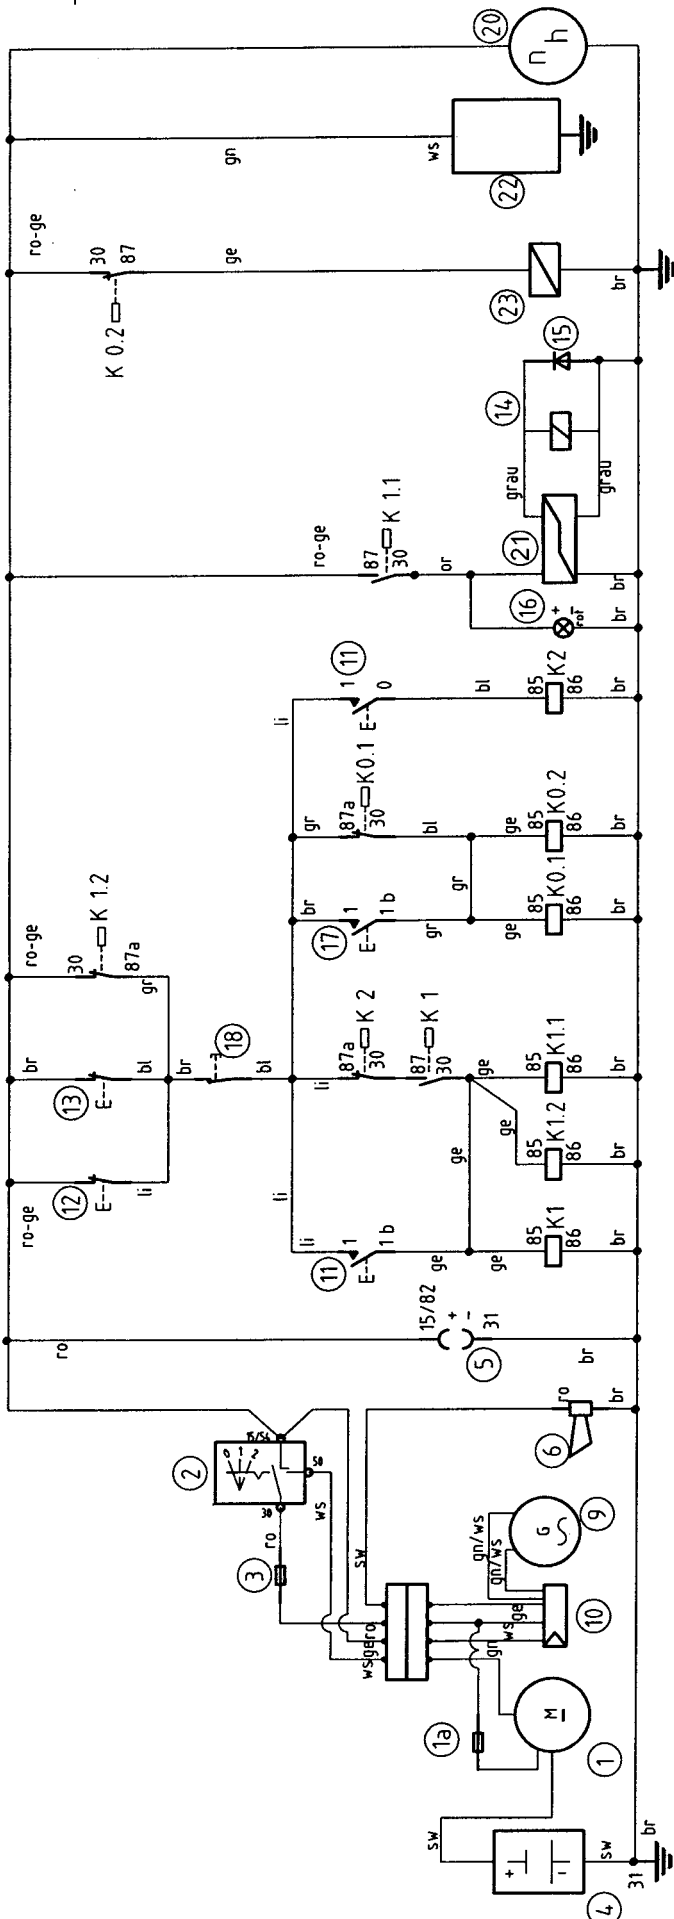 4
+
−
sw
sw
31
br
1
M
1a
ws
ge
ro
sw
gn
ws
ge
gn/ws
gn/ws
10
9
G
3
ro
2
0
1
2
30
15/54
50
ws
6
ro
br
ro
15/82
+
-
31
5
br
ro-ge
12
E
li
br
13
E
bl
ro-ge
30
K 1.2
87a
gr
br
18
bl
li
li
11
1
E
1b
ge
ge
ge
85
K1
86
br
li
87a
K 2
30
87
K 1
30
ge
ge
85
K1.2
86
br
85
K1.1
86
br
br
17
1
E
1b
gr
gr
ge
85
K0.1
86
br
gr
87a
K0.1
30
bl
ge
85
K0.2
86
br
li
11
1
E
0
bl
85
K2
86
br
ro-ge
87
K 1.1
30
or
16
+
−
rot
br
21
br
grau
grau
14
15
ro-ge
30
K 0.2
87
ge
23
br
gn
ws
22
20
n
h